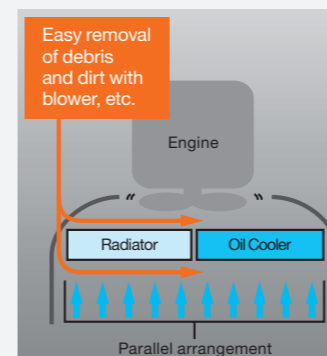 Easy removal
of debris
and dirt with
blower, etc.
Engine
Radiator
Oil Cooler
Parallel arrangement